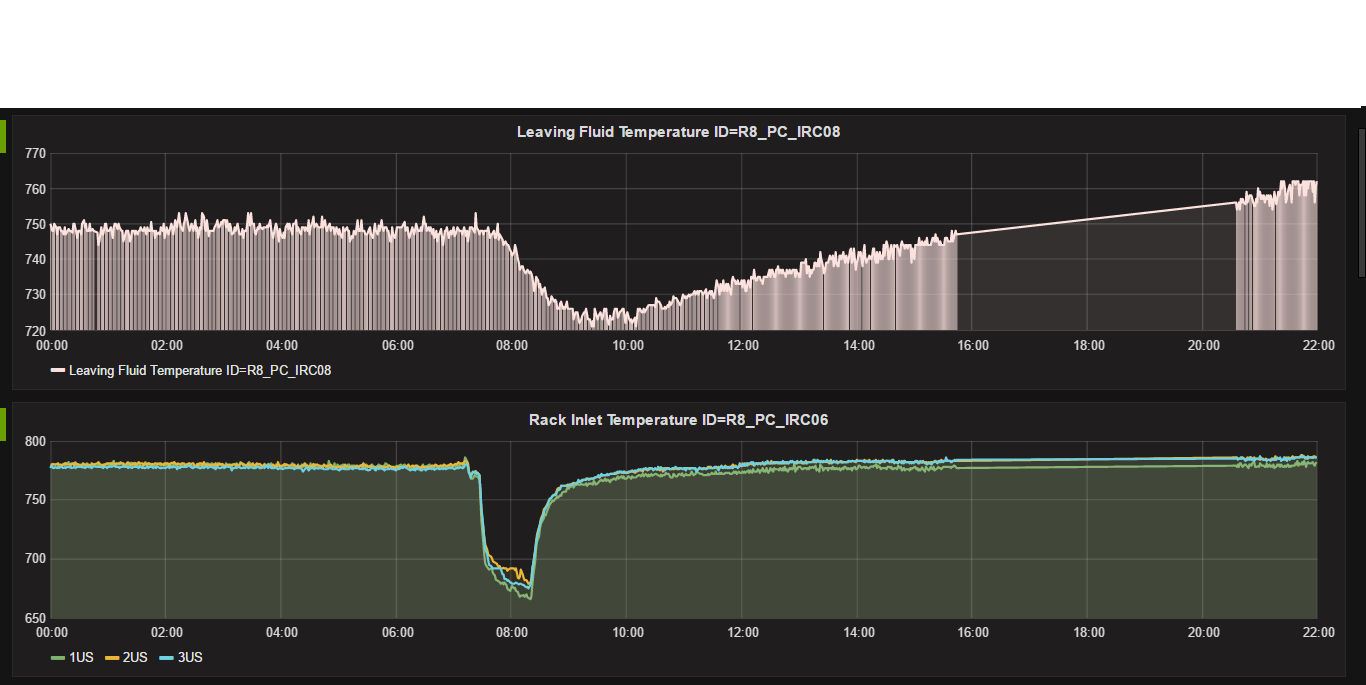 Leaving Fluid Temperature ID=R8_PC_IRC08
770
760
750
740
730
720
00:00 02:00 04:00 06:00 08:00 10:00 12:00 14:00 16:00 18:00 20:00 22:00
Leaving Fluid Temperature ID=R8_PC_IRC08
Rack Inlet Temperature ID=R8_PC_IRC06
800
750
700
650
00:00 02:00 04:00 06:00 08:00 10:00 12:00 14:00 16:00 18:00 20:00 22:00
1US 2US 3US